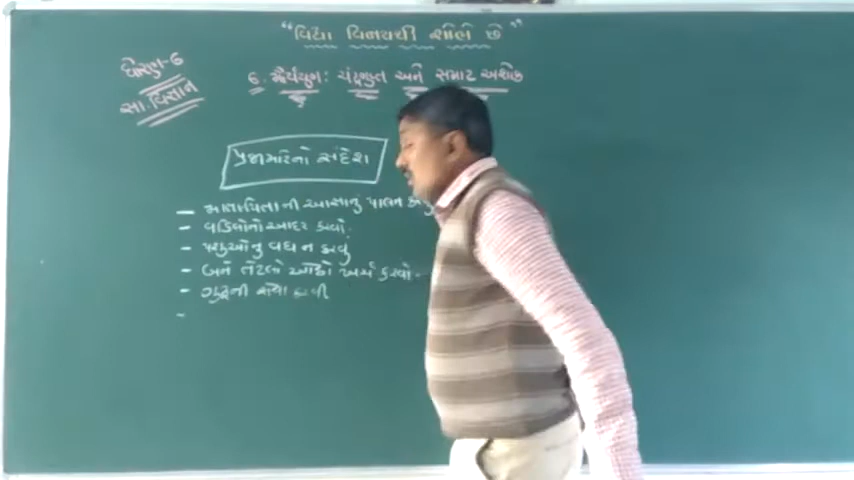 “વિદ્યા વિનયથી શોભે છે”
ધોરણ-6
સા. વિજ્ઞાન
6. મૌર્યયુગ: ચંદ્રગુપ્ત અને સમ્રાટ અશોક
પ્રજામાટેનો સંદેશ
– માતાપિતાની આજ્ઞાનું પાલન કરવું
– વડિલોનો આદર કરવો.
– પશુઓનું વધ ન કરવું
– બને તેટલો ઓછો ખર્ચ કરવો.
– ગુરુની સેવા કરવી
–